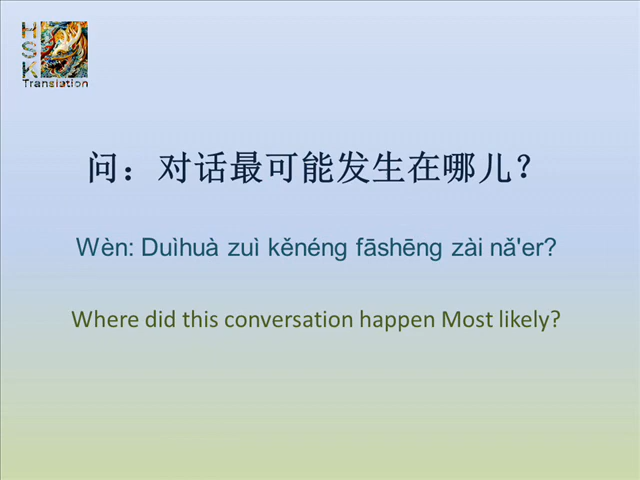 HSK
Translation
问：对话最可能发生在哪儿？
Wèn: Duìhuà zuì kěnéng fāshēng zài nǎ'er?
Where did this conversation happen Most likely?